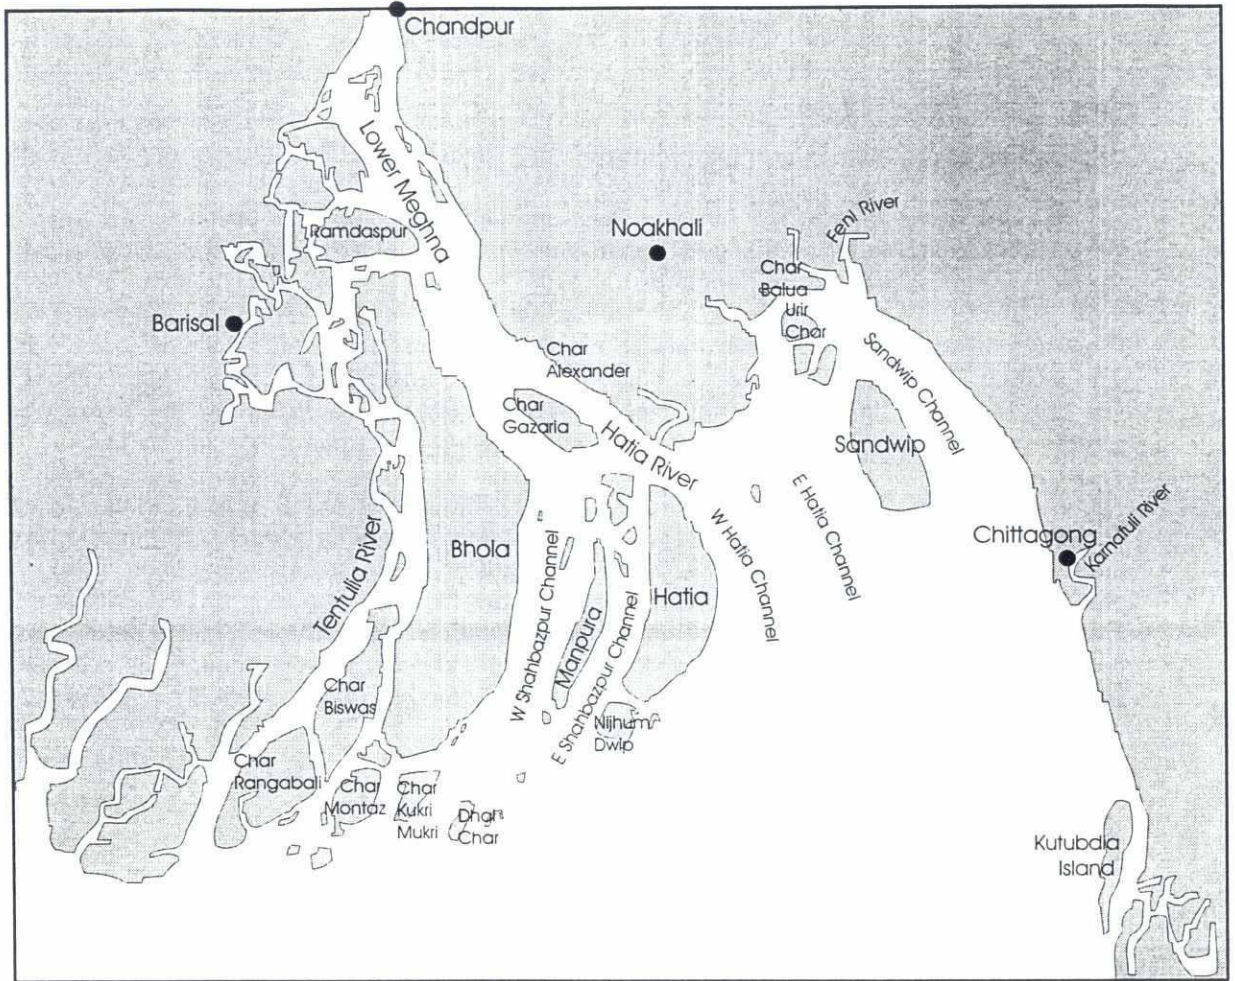 Chandpur
Lower Meghna
Ramdaspur
Noakhali
Feni River
Char
Balua
Urir
Char
Barisal
Char
Alexander
Sandwip Channel
Char
Gazaria
Hatia River
Sandwip
E Hatia Channel
W Hatia Channel
Chittagong
Karnafuli River
Tentulia River
Bhola
W Shahbazpur Channel
Manpura
E Shahbazpur Channel
Hatia
Char
Biswas
Nijhum
Dwip
Char
Rangabali
Char
Montaz
Char
Kukri
Mukri
Dhal
Char
Kutubdia
Island